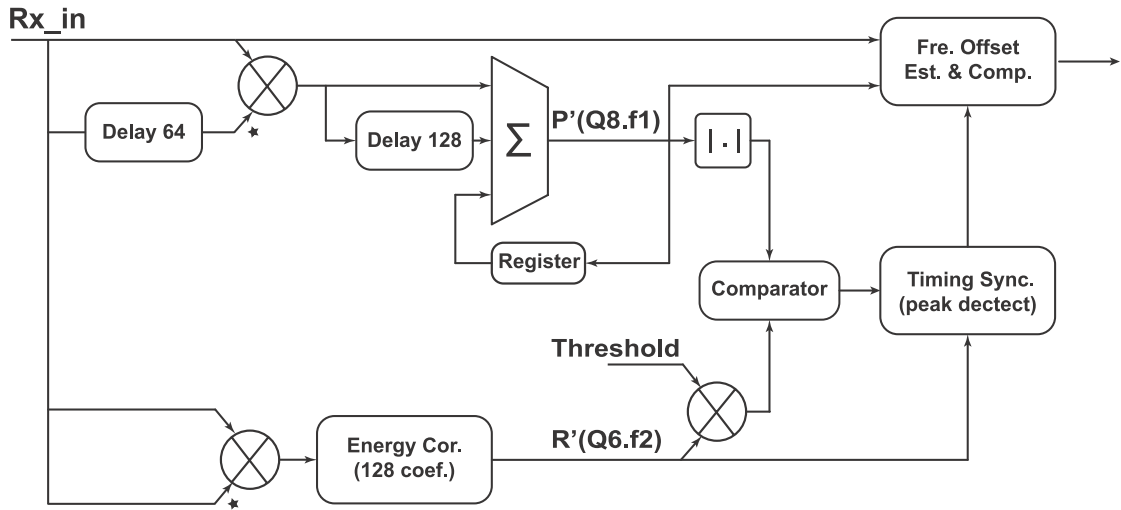 Rx_in
Fre. Offset
Est. & Comp.
Delay 64
Delay 128
Σ
P'(Q8.f1)
|.|
Register
Comparator
Timing Sync.
(peak dectect)
Threshold
Energy Cor.
(128 coef.)
R'(Q6.f2)